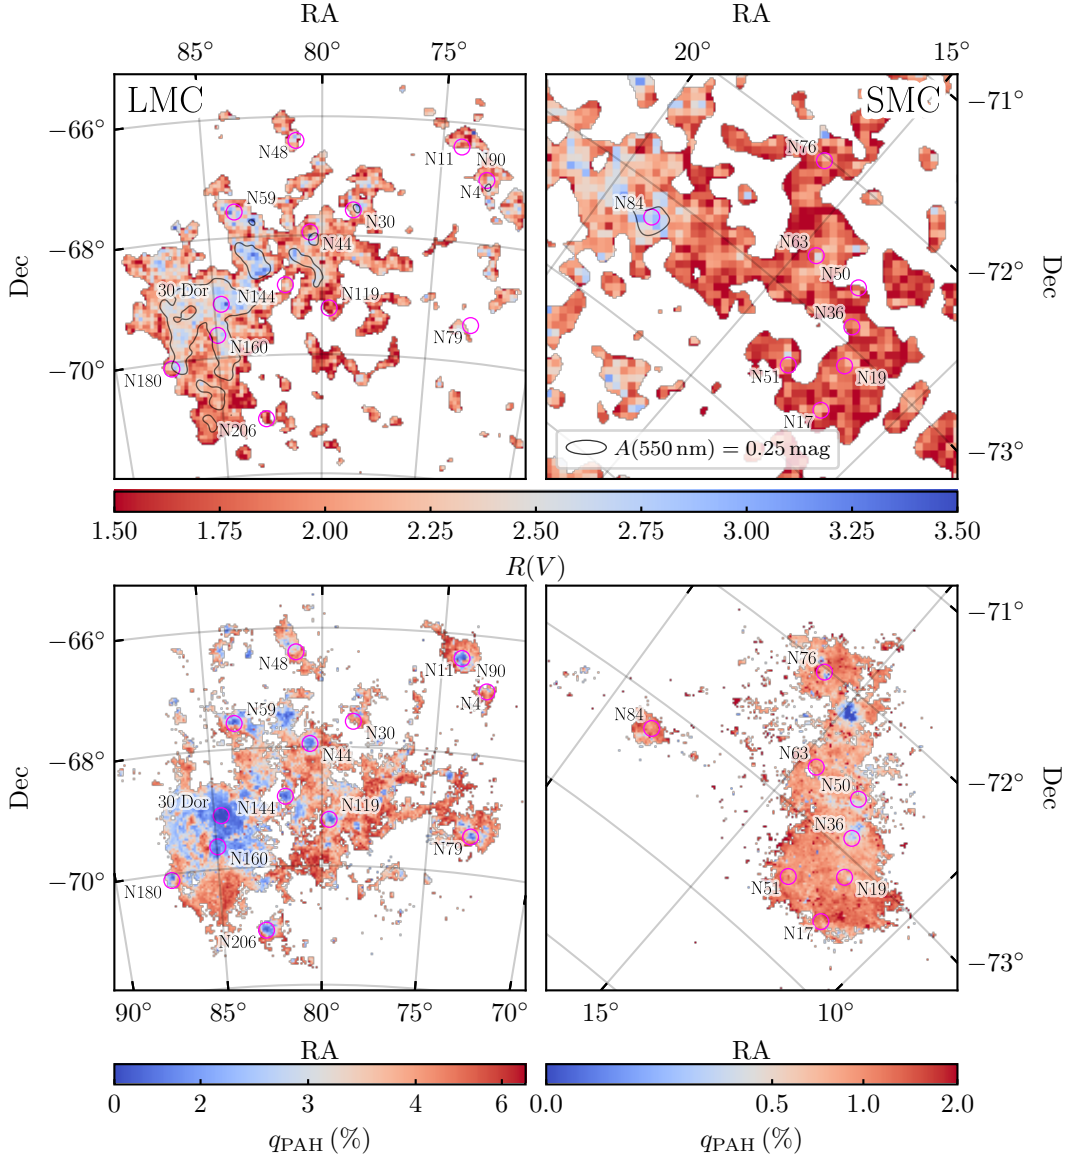 RA RA
85° 80° 75° 20° 15°
LMC SMC
−66° −71°
N48 N11 N90 N76
N4
N59 N30 N84
N44
−68° N63
Dec N50 −72° Dec
30 Dor N144 N119 N36
N79
N160
−70° N180 N51 N19
N206 N17
A(550 nm) = 0.25 mag −73°
1.50 1.75 2.00 2.25 2.50 2.75 3.00 3.25 3.50
R(V)
−66° −71°
N48 N11 N90 N76
N4
N59 N30 N84
N44
−68° N63
Dec N50 −72° Dec
30 Dor N144 N119 N36
N79
N160
−70° N180 N51 N19
N206 N17
−73°
90° 85° 80° 75° 70° 15° 10°
RA RA
0 2 3 4 6 0.0 0.5 1.0 2.0
qPAH (%) qPAH (%)